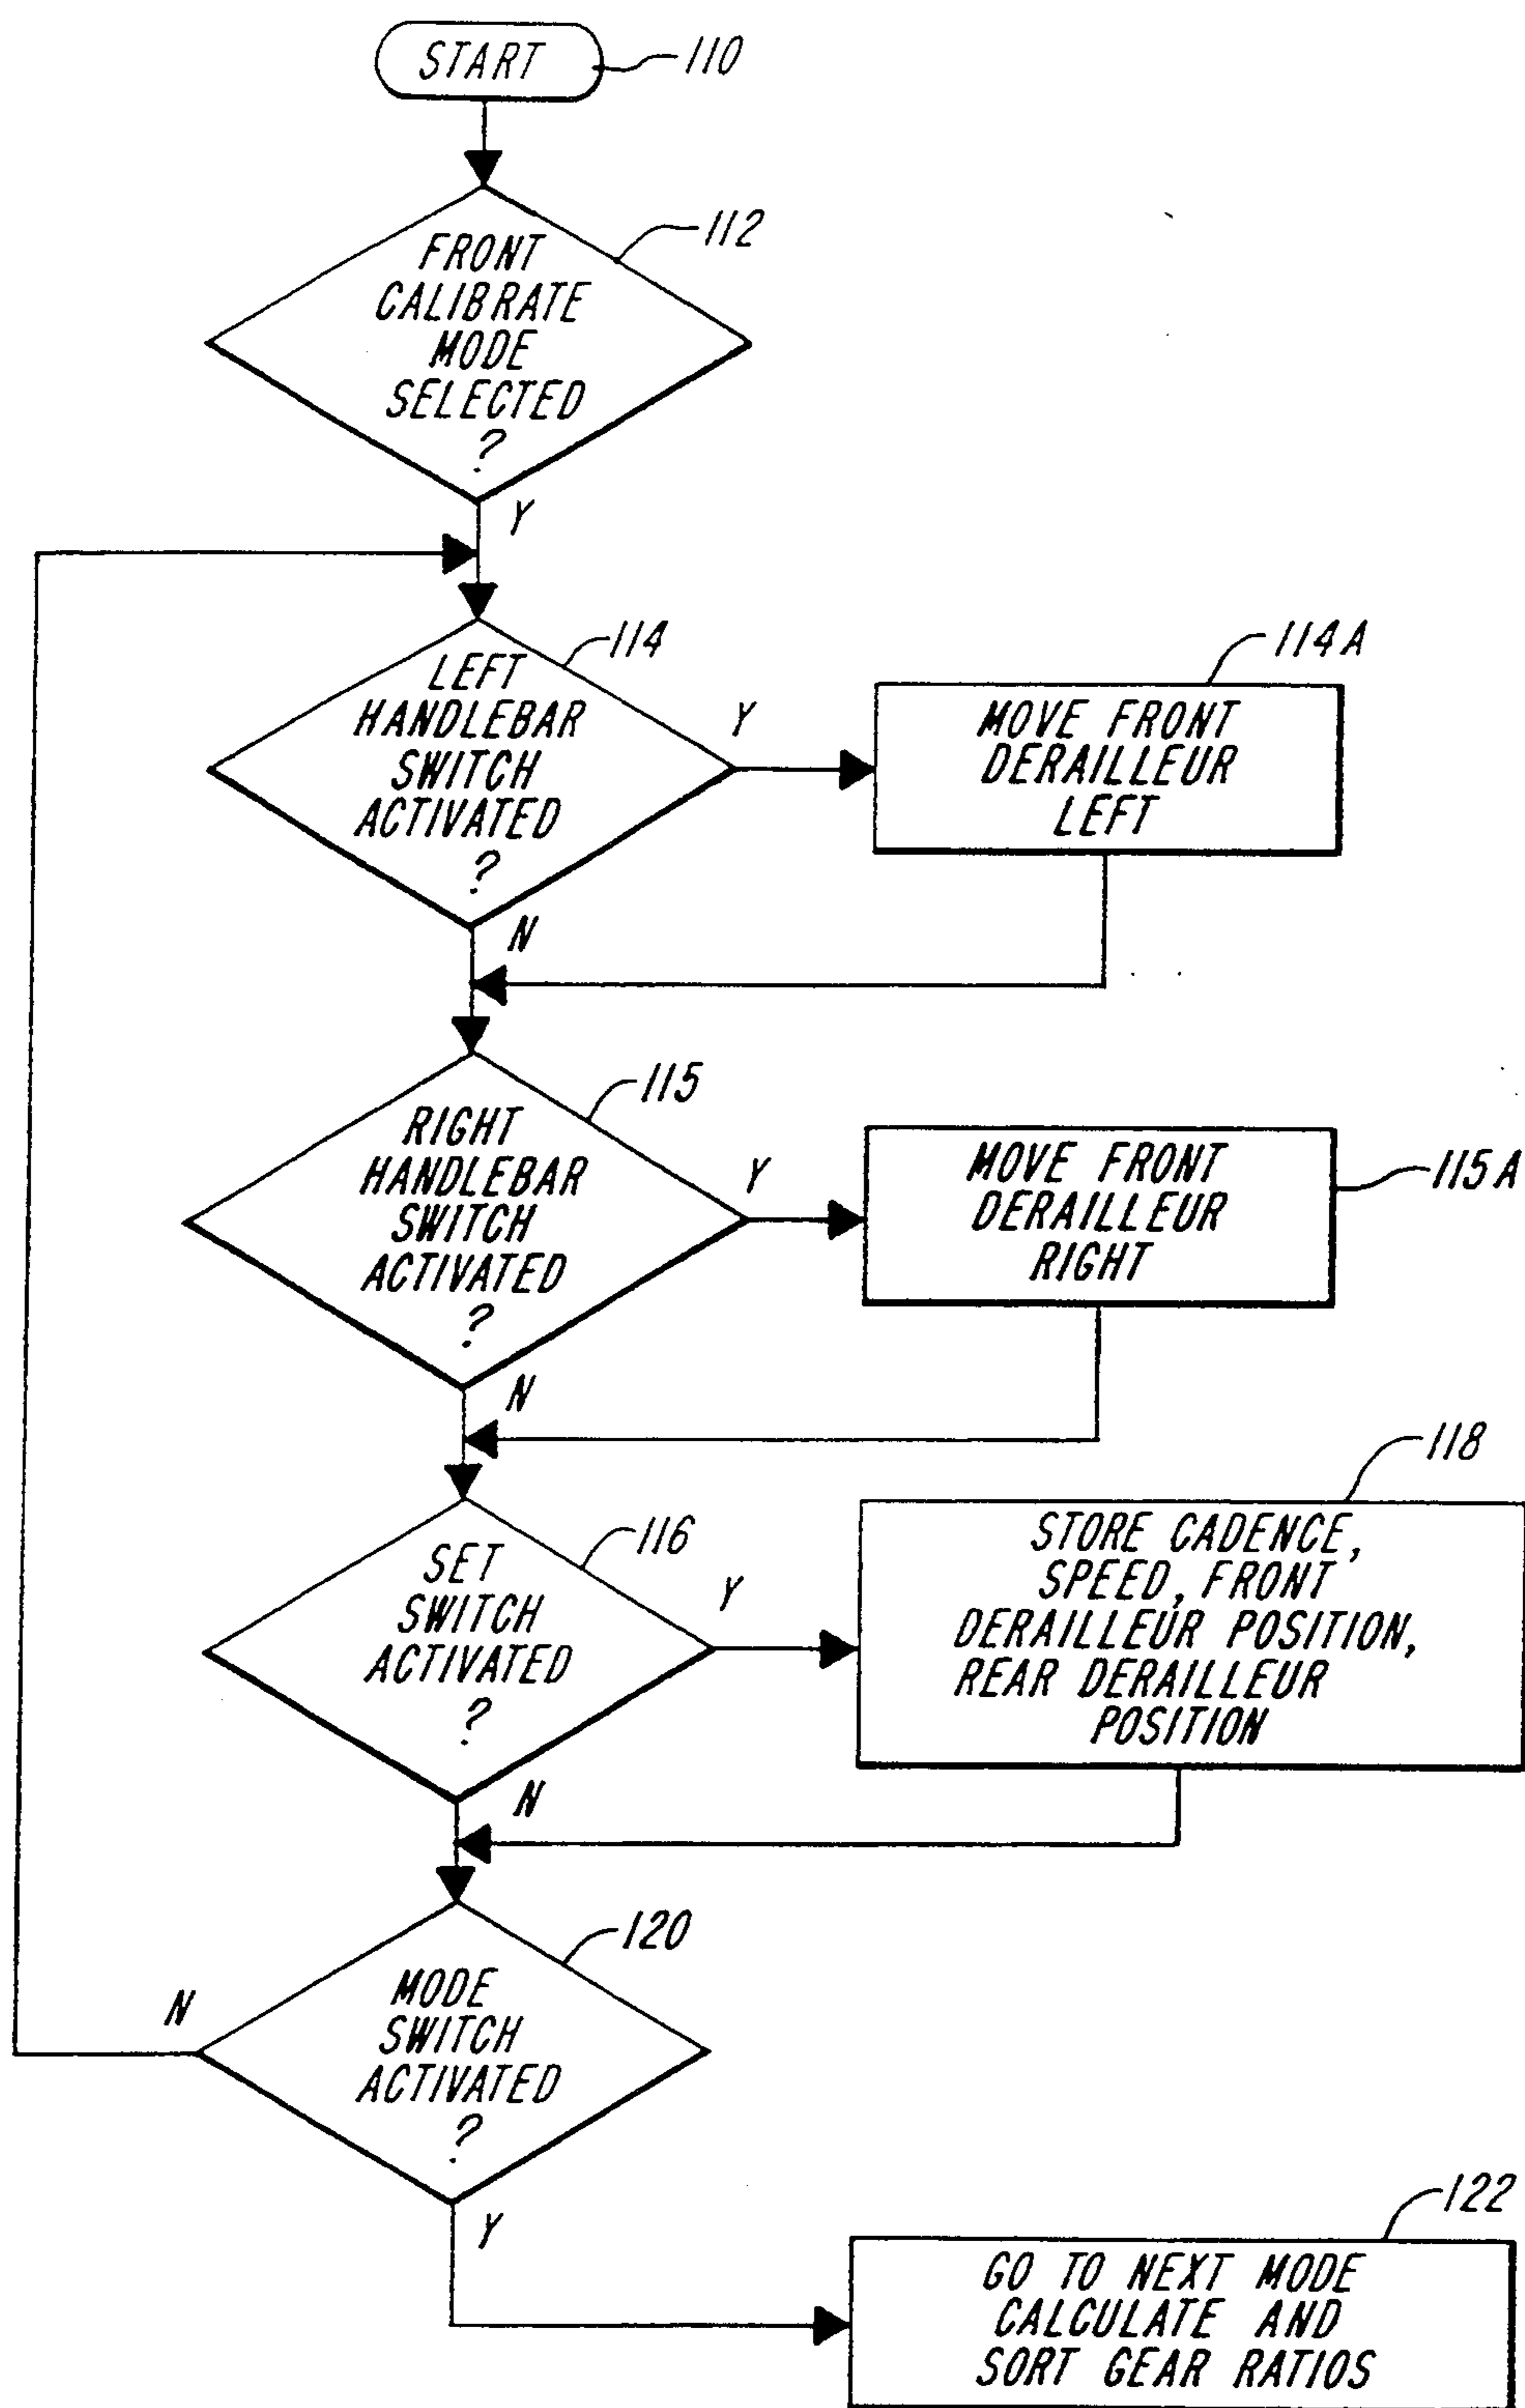 START
110
112
FRONT
CALIBRATE
MODE
SELECTED
?
Y
114
LEFT
HANDLEBAR
SWITCH
ACTIVATED
?
Y
N
114A
MOVE FRONT
DERAILLEUR
LEFT
115
RIGHT
HANDLEBAR
SWITCH
ACTIVATED
?
Y
N
MOVE FRONT
DERAILLEUR
RIGHT
115A
116
SET
SWITCH
ACTIVATED
?
Y
N
118
STORE CADENCE,
SPEED, FRONT
DERAILLEUR POSITION,
REAR DERAILLEUR
POSITION
120
MODE
SWITCH
ACTIVATED
?
N
Y
122
GO TO NEXT MODE
CALCULATE AND
SORT GEAR RATIOS